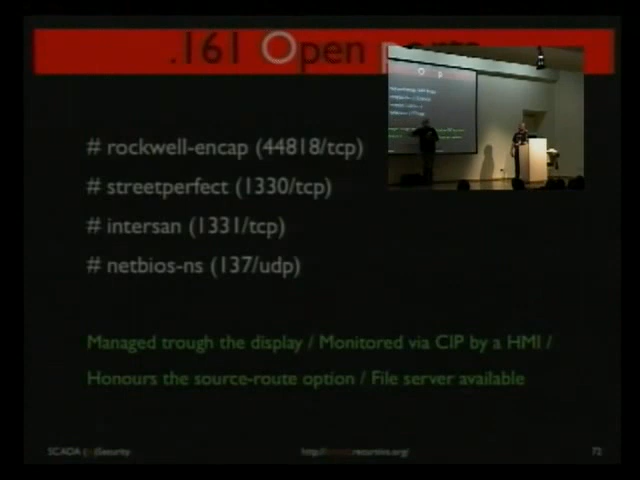 .161 Open ports
# rockwell-encap (44818/tcp)
# streetperfect (1330/tcp)
# intersan (1331/tcp)
# netbios-ns (137/udp)
Managed trough the display / Monitored via CIP by a HMI /
Honours the source-route option / File server available
SCADA (in)Security
72